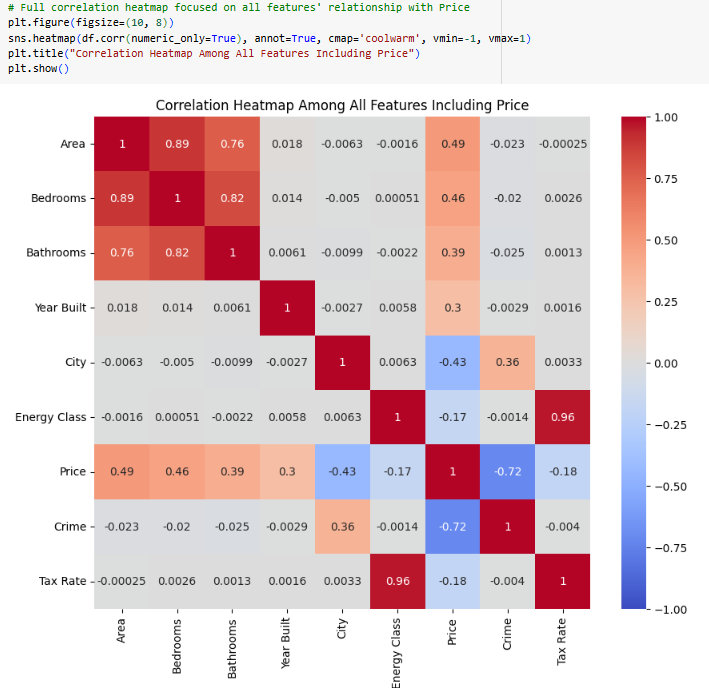 # Full correlation heatmap focused on all features' relationship with Price
plt.figure(figsize=(10, 8))
sns.heatmap(df.corr(numeric_only=True), annot=True, cmap='coolwarm', vmin=-1, vmax=1)
plt.title("Correlation Heatmap Among All Features Including Price")
plt.show()
Correlation Heatmap Among All Features Including Price
Area 1 0.89 0.76 0.018 -0.0063 -0.0016 0.49 -0.023 -0.00025
Bedrooms 0.89 1 0.82 0.014 -0.005 0.00051 0.46 -0.02 0.0026
Bathrooms 0.76 0.82 1 0.0061 -0.0099 -0.0022 0.39 -0.025 0.0013
Year Built 0.018 0.014 0.0061 1 -0.0027 0.0058 0.3 -0.0029 0.0016
City -0.0063 -0.005 -0.0099 -0.0027 1 0.0063 -0.43 0.36 0.0033
Energy Class -0.0016 0.00051 -0.0022 0.0058 0.0063 1 -0.17 -0.0014 0.96
Price 0.49 0.46 0.39 0.3 -0.43 -0.17 1 -0.72 -0.18
Crime -0.023 -0.02 -0.025 -0.0029 0.36 -0.0014 -0.72 1 -0.004
Tax Rate -0.00025 0.0026 0.0013 0.0016 0.0033 0.96 -0.18 -0.004 1
Area Bedrooms Bathrooms Year Built City Energy Class Price Crime Tax Rate
1.00
0.75
0.50
0.25
0.00
−0.25
−0.50
−0.75
−1.00